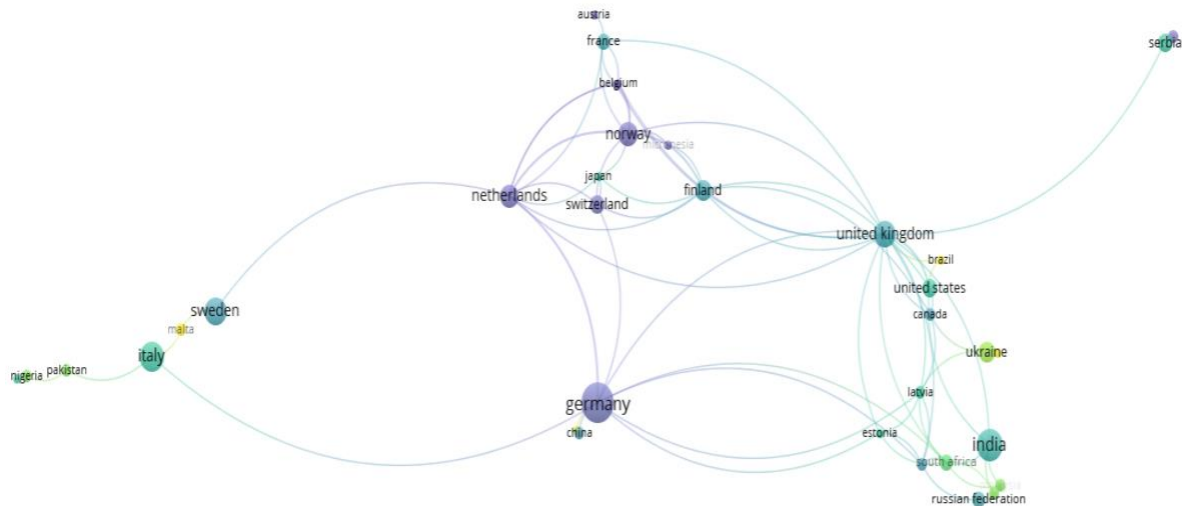 austria
france
serbia
belgium
norway
japan
finland
netherlands
switzerland
united kingdom
brazil
united states
canada
sweden
malta
italy
ukraine
pakistan
nigeria
latvia
germany
china
estonia
india
south africa
russian federation